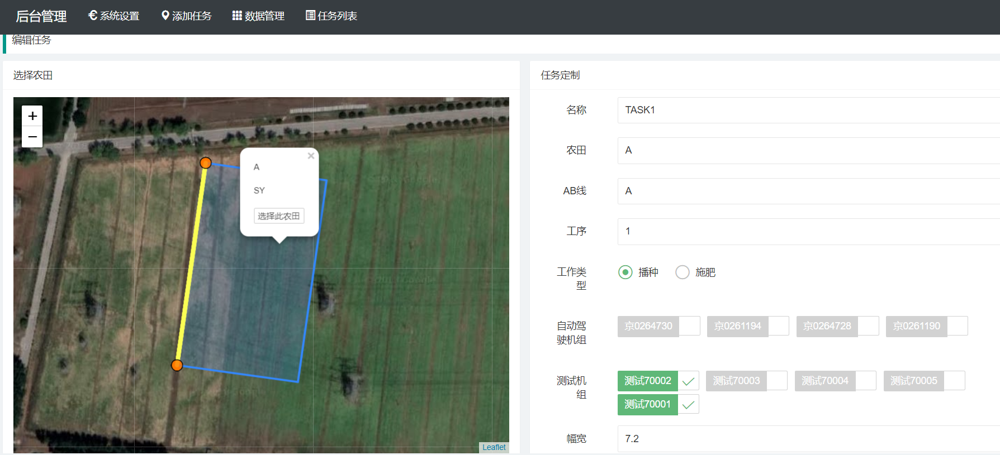 后台管理 系统设置 添加任务 数据管理 任务列表
编辑任务
选择农田
+
−
×
A
SY
选择此农田
Leaflet
任务定制
名称 TASK1
农田 A
AB线 A
工序 1
工作类型 播种 施肥
自动驾驶机组 京0264730 京0261194 京0264728 京0261190
测试机组 测试70002 测试70003 测试70004 测试70005
测试70001
幅宽 7.2